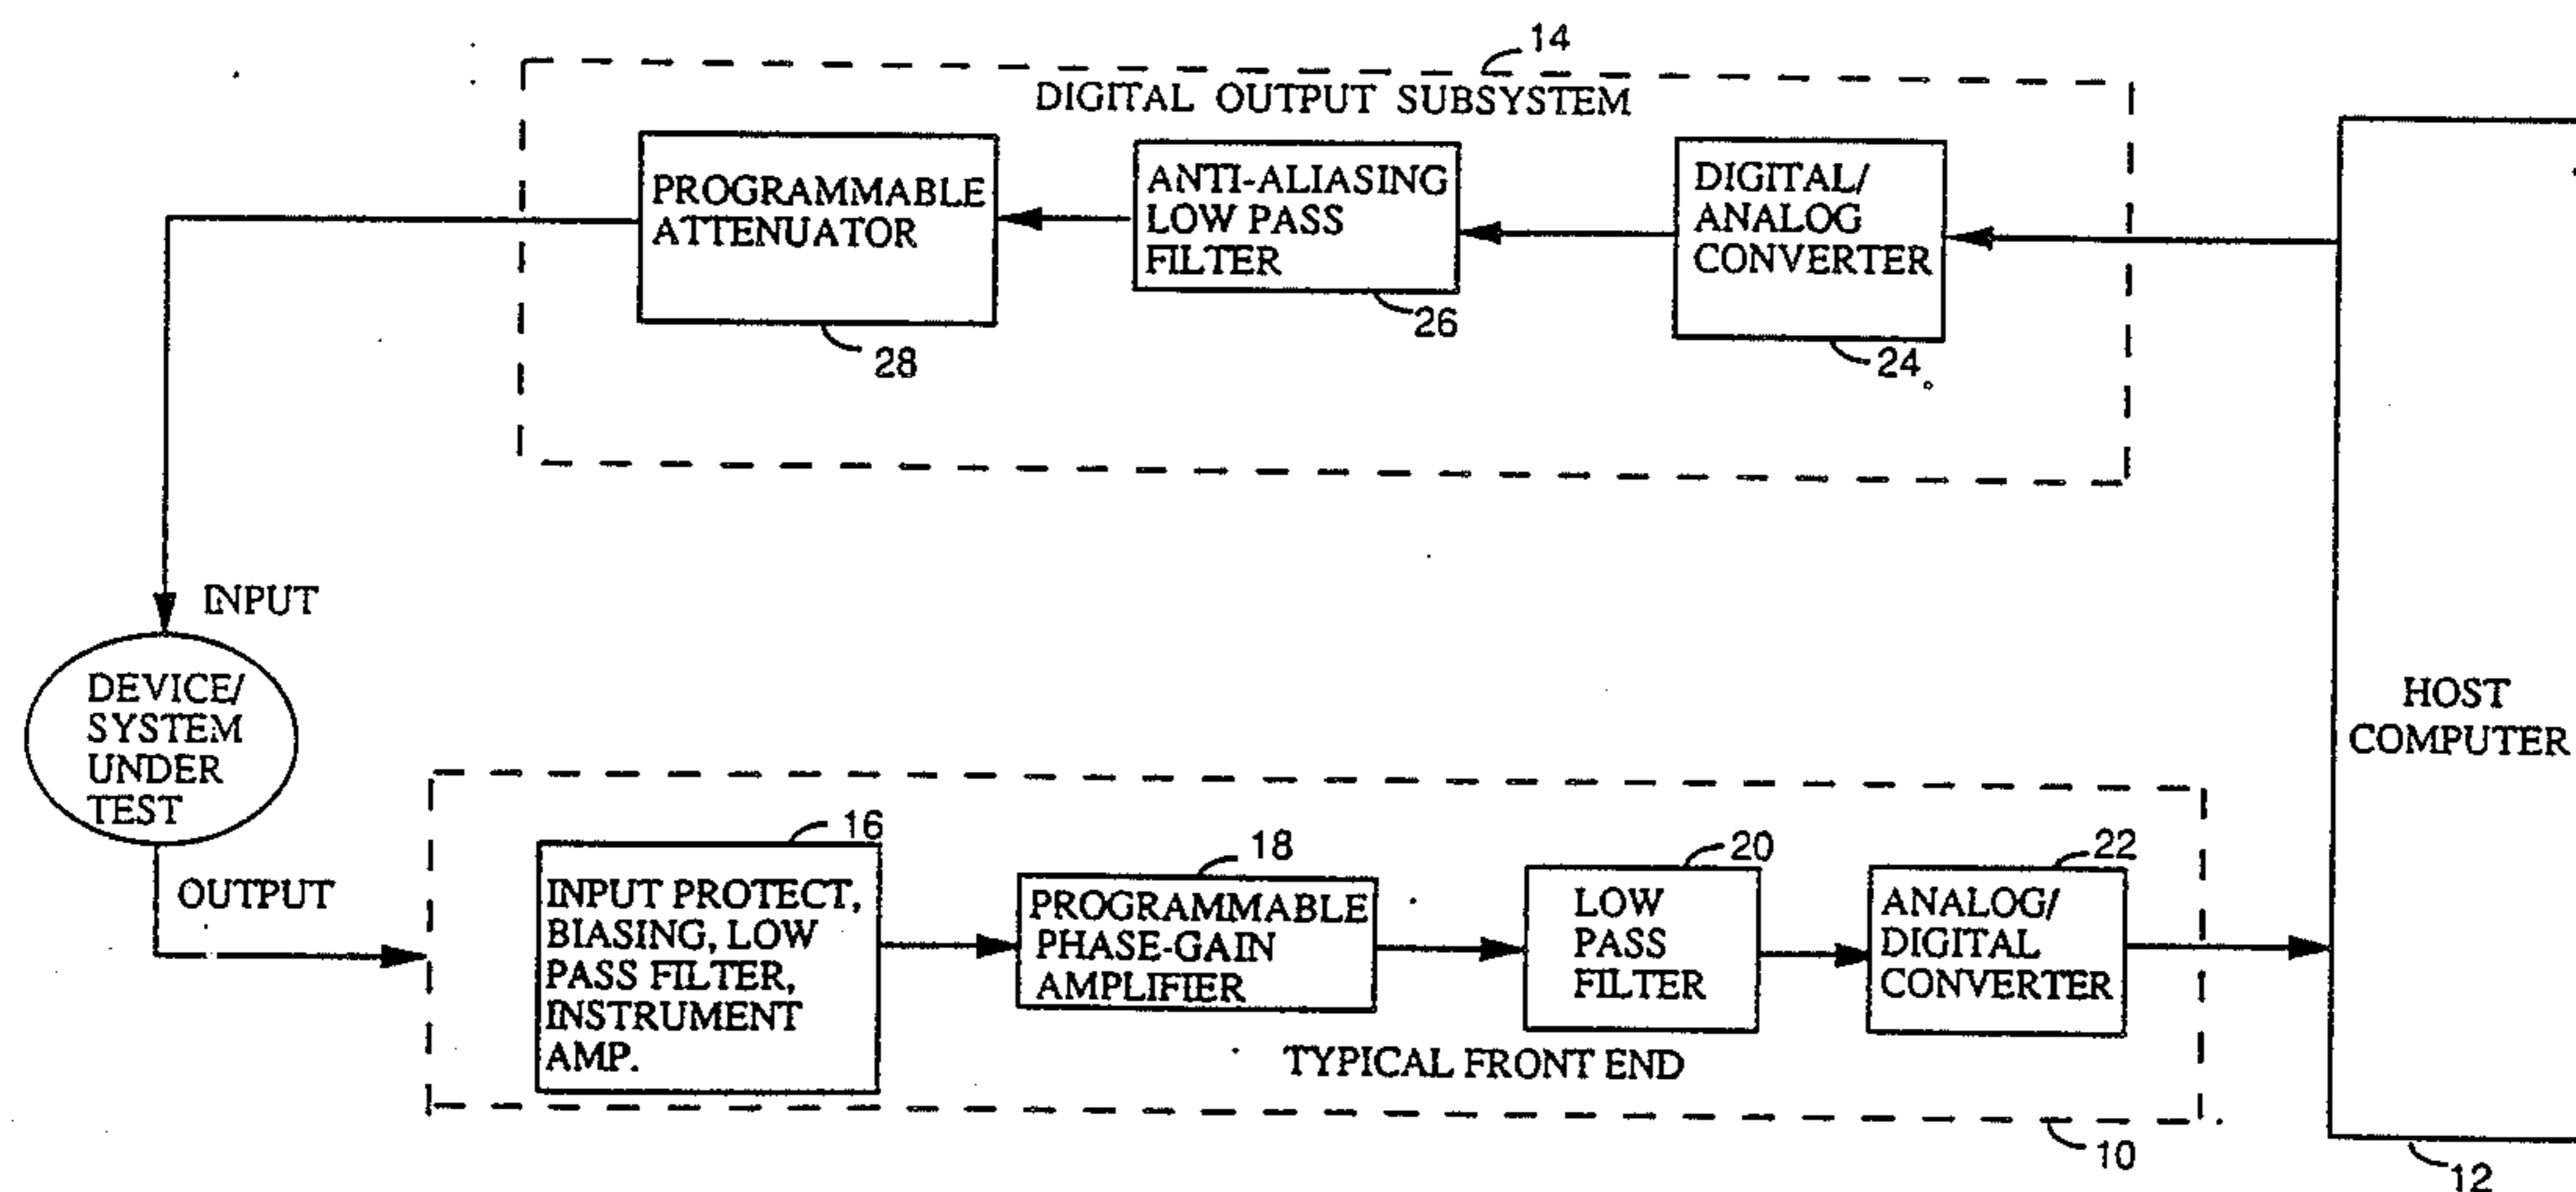 14
DIGITAL OUTPUT SUBSYSTEM
PROGRAMMABLE
ATTENUATOR
28
ANTI-ALIASING
LOW PASS
FILTER
26
DIGITAL/
ANALOG
CONVERTER
24
INPUT
DEVICE/
SYSTEM
UNDER
TEST
OUTPUT
HOST
COMPUTER
12
16
INPUT PROTECT,
BIASING, LOW
PASS FILTER,
INSTRUMENT
AMP.
18
PROGRAMMABLE
PHASE-GAIN
AMPLIFIER
20
LOW
PASS
FILTER
22
ANALOG/
DIGITAL
CONVERTER
TYPICAL FRONT END
10